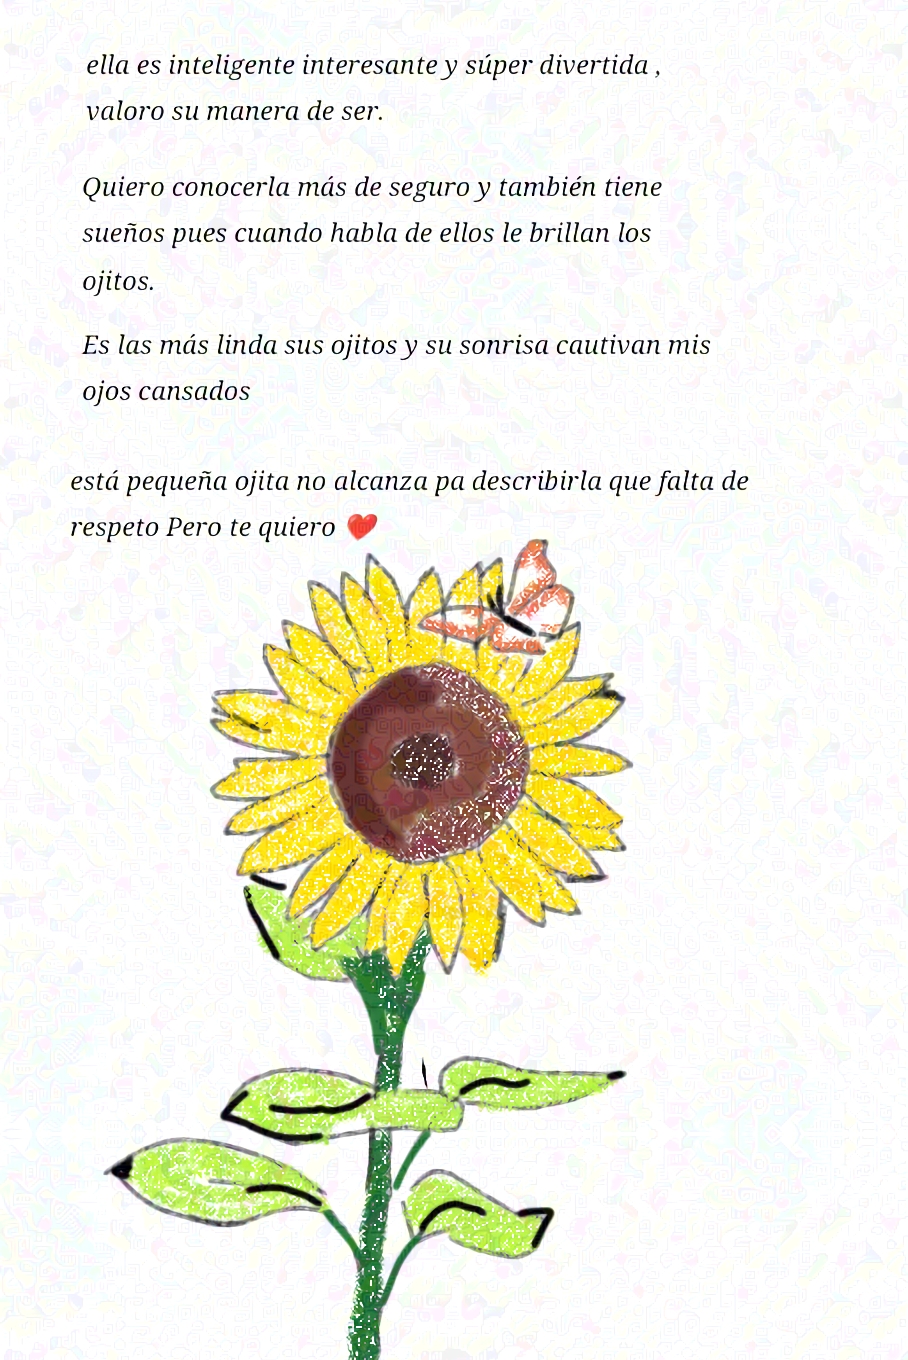 ella es inteligente interesante y súper divertida ,
valoro su manera de ser.
Quiero conocerla más de seguro y también tiene
sueños pues cuando habla de ellos le brillan los
ojitos.
Es las más linda sus ojitos y su sonrisa cautivan mis
ojos cansados
está pequeña ojita no alcanza pa describirla que falta de
respeto Pero te quiero ❤️